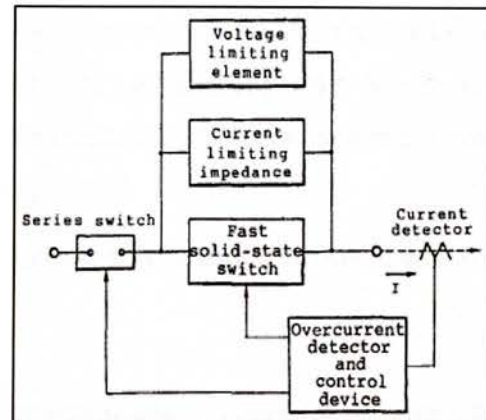 Voltage
limiting
element
Current
limiting
impedance
Series switch
Fast
solid-state
switch
Current
detector
I
Overcurrent
detector
and
control
device